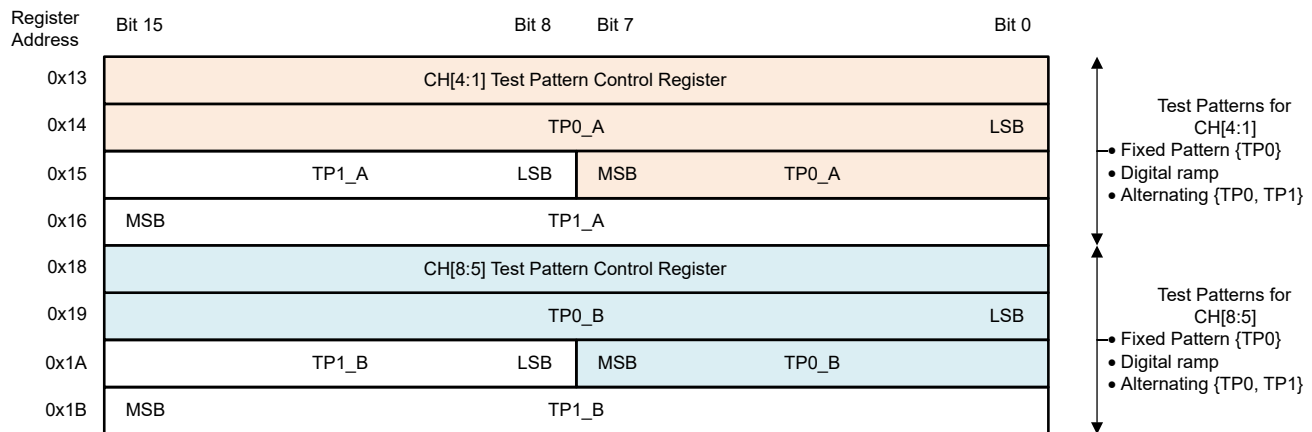 Register Address Bit 15 Bit 8 Bit 7 Bit 0
0x13 CH[4:1] Test Pattern Control Register
0x14 TP0_A LSB
0x15 TP1_A LSB MSB TP0_A
0x16 MSB TP1_A
Test Patterns for
CH[4:1]
• Fixed Pattern {TP0}
• Digital ramp
• Alternating {TP0, TP1}
0x18 CH[8:5] Test Pattern Control Register
0x19 TP0_B LSB
0x1A TP1_B LSB MSB TP0_B
0x1B MSB TP1_B
Test Patterns for
CH[8:5]
• Fixed Pattern {TP0}
• Digital ramp
• Alternating {TP0, TP1}